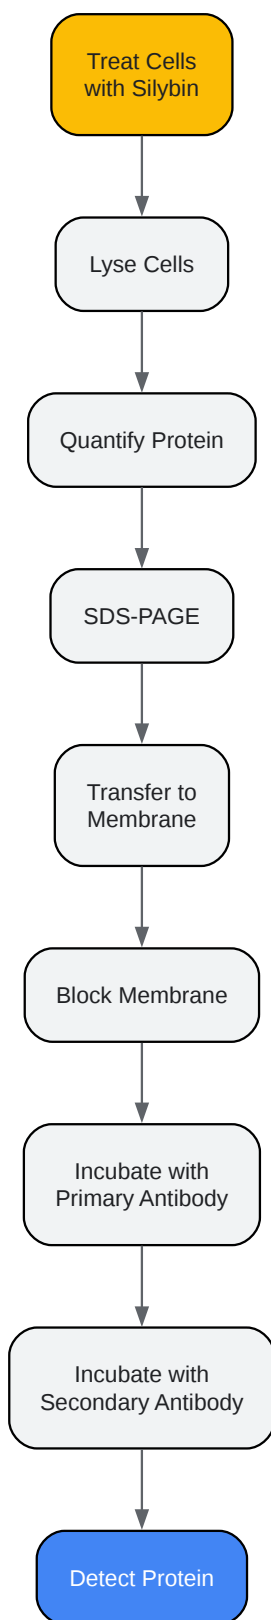 Treat Cells
with Silybin
Lyse Cells
Quantify Protein
SDS-PAGE
Transfer to
Membrane
Block Membrane
Incubate with
Primary Antibody
Incubate with
Secondary Antibody
Detect Protein